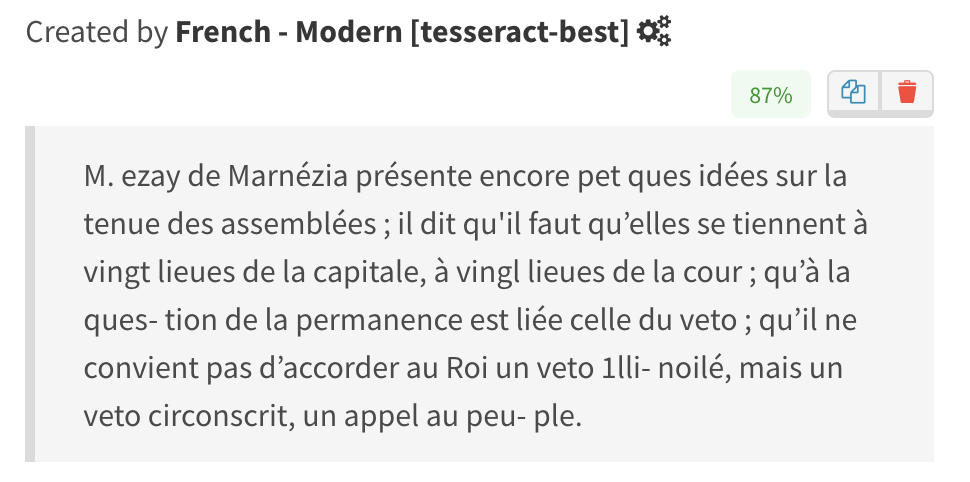 Created by French - Modern [tesseract-best]
87%
M. ezay de Marnézia présente encore pet ques idées sur la
tenue des assemblées ; il dit qu'il faut qu’elles se tiennent à
vingt lieues de la capitale, à vingl lieues de la cour ; qu’à la
ques- tion de la permanence est liée celle du veto ; qu’il ne
convient pas d’accorder au Roi un veto 1lli- noilé, mais un
veto circonscrit, un appel au peu- ple.